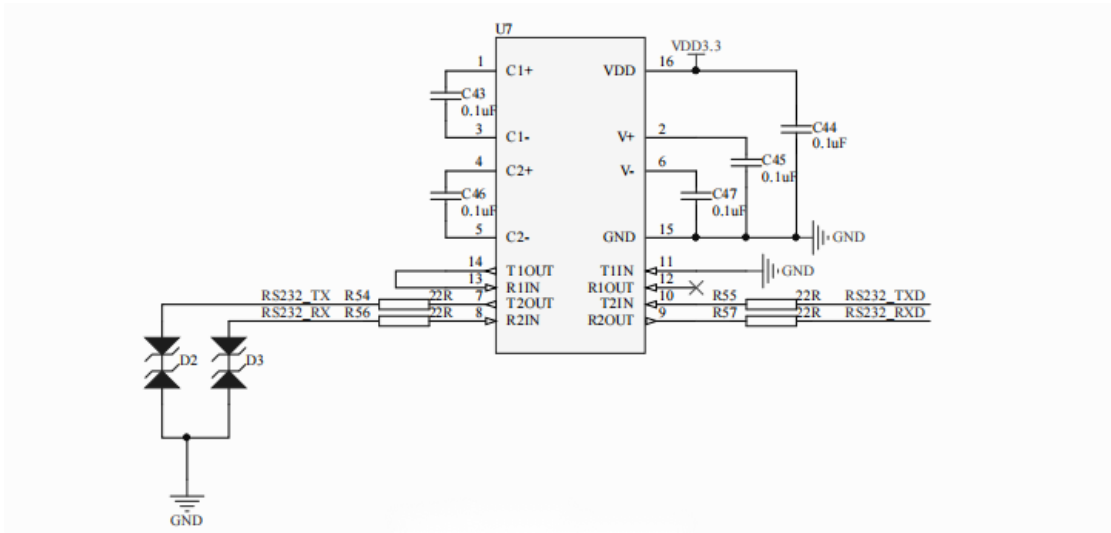 U7
VDD3.3
1 C1+ VDD 16
C43
0.1uF
C44
0.1uF
3 C1- V+ 2
C45
0.1uF
4 C2+ V- 6
C46
0.1uF
C47
0.1uF
5 C2- GND 15 GND
14 T1OUT T1IN 11 GND
13 R1IN R1OUT 12
RS232_TX R54 22R 7 T2OUT T2IN 10 R55 22R RS232_TXD
RS232_RX R56 22R 8 R2IN R2OUT 9 R57 22R RS232_RXD
D2 D3
GND